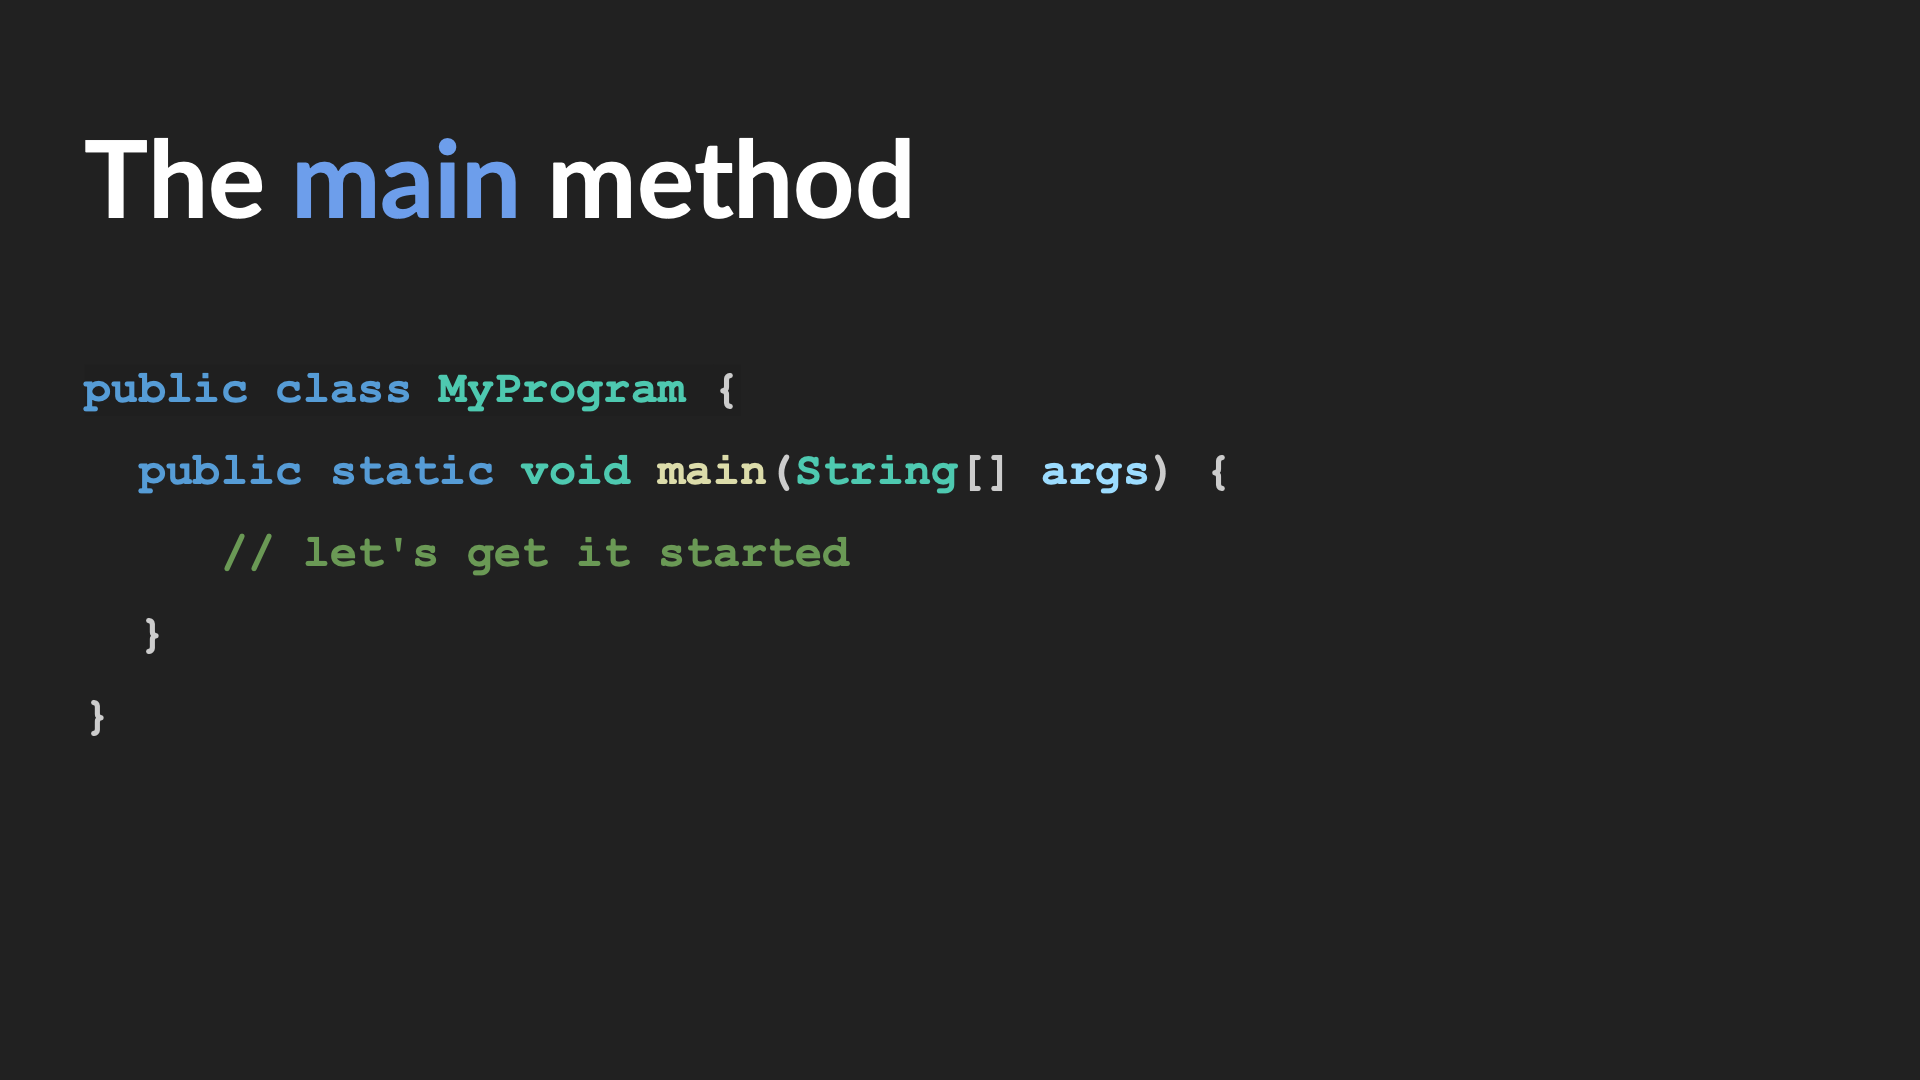 The main method
public class MyProgram {
  public static void main(String[] args) {
     // let's get it started
  }
}